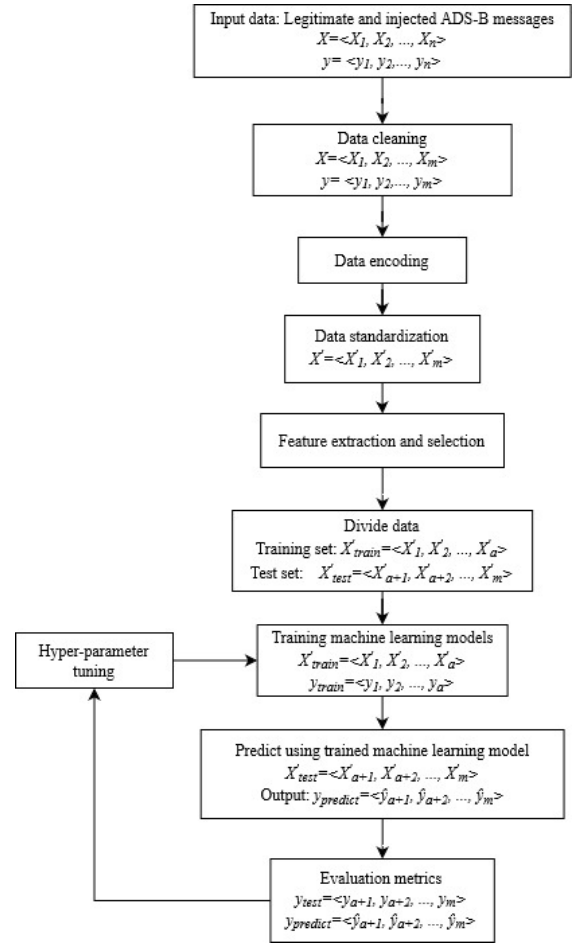 Input data: Legitimate and injected ADS-B messages
X=<X₁, X₂, ..., Xₙ>
y= <y₁, y₂,..., yₙ>
Data cleaning
X=<X₁, X₂, ..., Xₘ>
y= <y₁, y₂,..., yₘ>
Data encoding
Data standardization
X'=<X'₁, X'₂, ..., X'ₘ>
Feature extraction and selection
Divide data
Training set: X'train=<X'₁, X'₂, ..., X'ₐ>
Test set: X'test=<X'ₐ₊₁, X'ₐ₊₂, ..., X'ₘ>
Hyper-parameter
tuning
Training machine learning models
X'train=<X'₁, X'₂, ..., X'ₐ>
ytrain=<y₁, y₂, ..., yₐ>
Predict using trained machine learning model
X'test=<X'ₐ₊₁, X'ₐ₊₂, ..., X'ₘ>
Output: ypredict=<ŷₐ₊₁, ŷₐ₊₂, ..., ŷₘ>
Evaluation metrics
ytest=<yₐ₊₁, yₐ₊₂, ..., yₘ>
ypredict=<ŷₐ₊₁, ŷₐ₊₂, ..., ŷₘ>